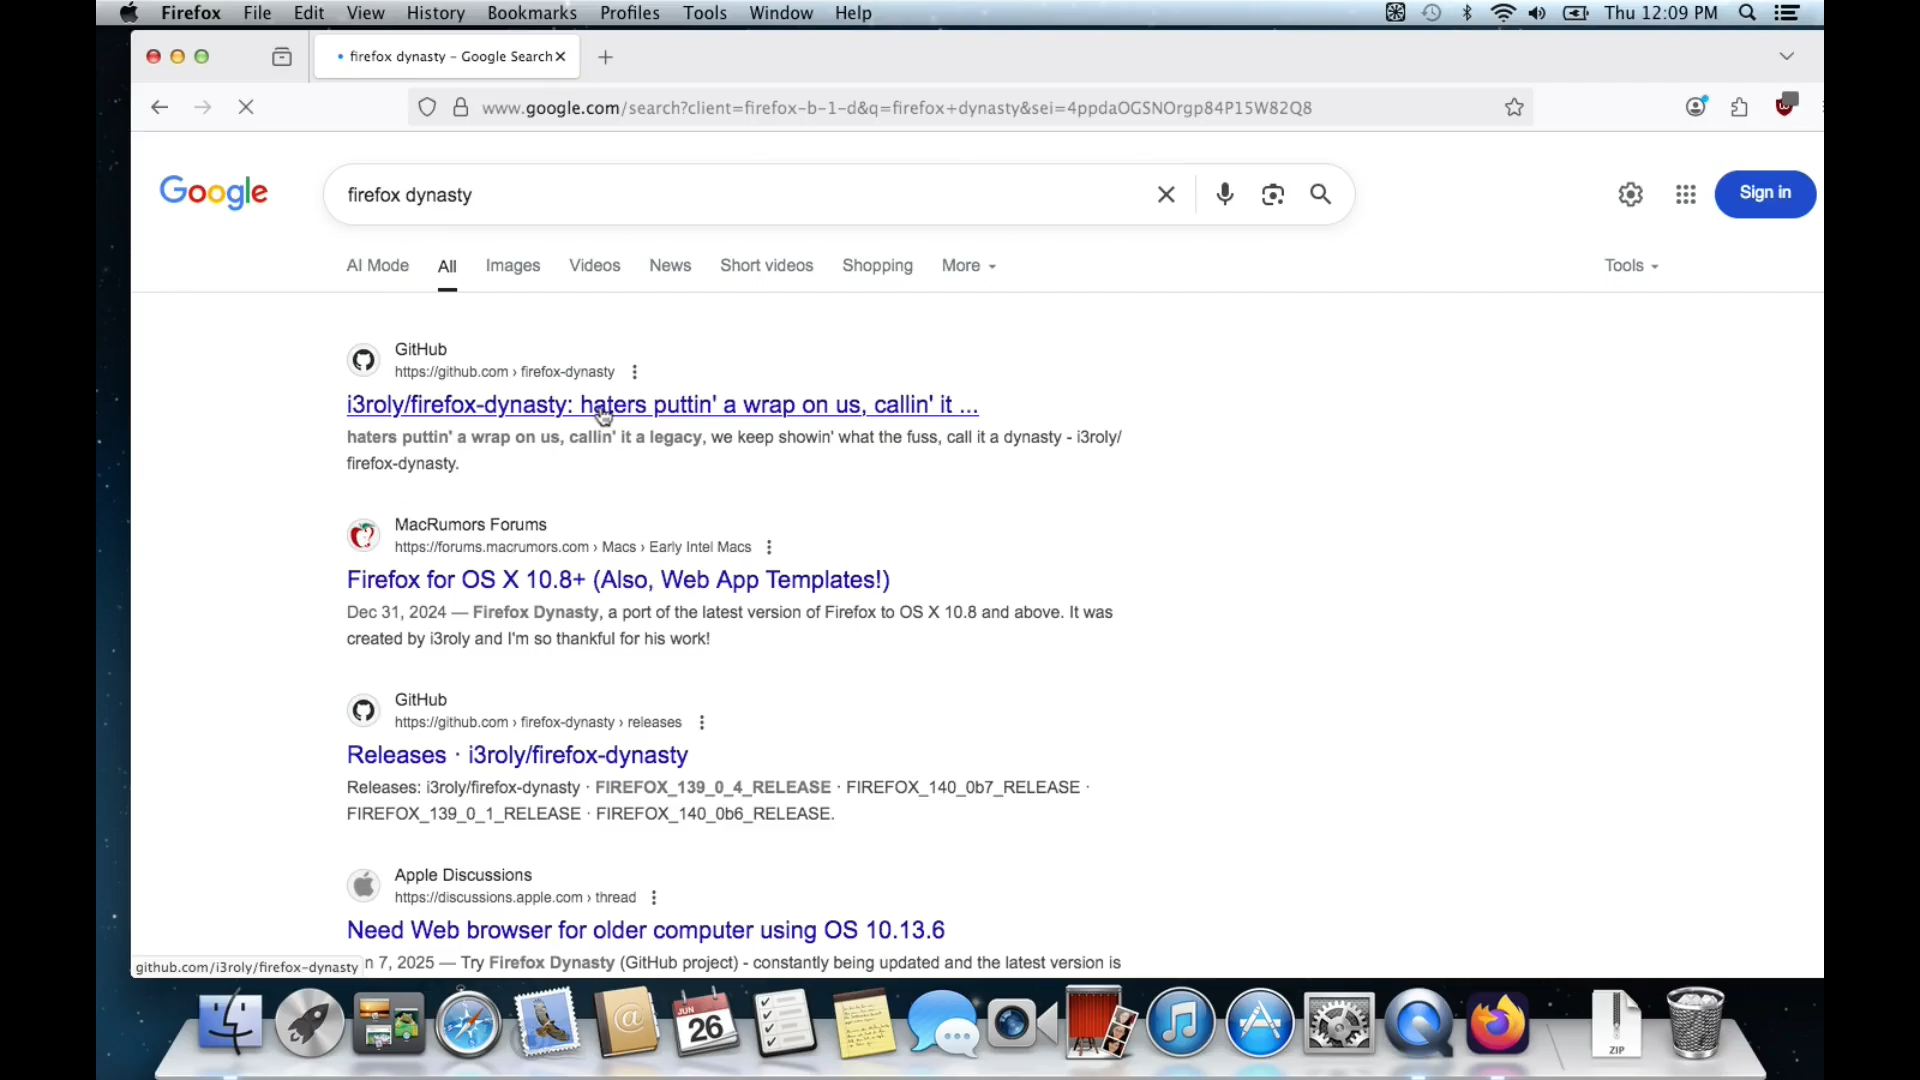 Firefox File Edit View History Bookmarks Profiles Tools Window Help Thu 12:09 PM
firefox dynasty – Google Search
www.google.com/search?client=firefox-b-1-d&q=firefox+dynasty&sei=4ppdaOGSNOrgp84P15W82Q8
Google
firefox dynasty
Sign in
AI Mode All Images Videos News Short videos Shopping More Tools
GitHub
https://github.com › firefox-dynasty
i3roly/firefox-dynasty: haters puttin' a wrap on us, callin' it ...
haters puttin' a wrap on us, callin' it a legacy, we keep showin' what the fuss, call it a dynasty - i3roly/
firefox-dynasty.
MacRumors Forums
https://forums.macrumors.com › Macs › Early Intel Macs
Firefox for OS X 10.8+ (Also, Web App Templates!)
Dec 31, 2024 — Firefox Dynasty, a port of the latest version of Firefox to OS X 10.8 and above. It was
created by i3roly and I'm so thankful for his work!
GitHub
https://github.com › firefox-dynasty › releases
Releases · i3roly/firefox-dynasty
Releases: i3roly/firefox-dynasty · FIREFOX_139_0_4_RELEASE · FIREFOX_140_0b7_RELEASE ·
FIREFOX_139_0_1_RELEASE · FIREFOX_140_0b6_RELEASE.
Apple Discussions
https://discussions.apple.com › thread
Need Web browser for older computer using OS 10.13.6
github.com/i3roly/firefox-dynasty n 7, 2025 — Try Firefox Dynasty (GitHub project) - constantly being updated and the latest version is
JUN
26
@
ZIP